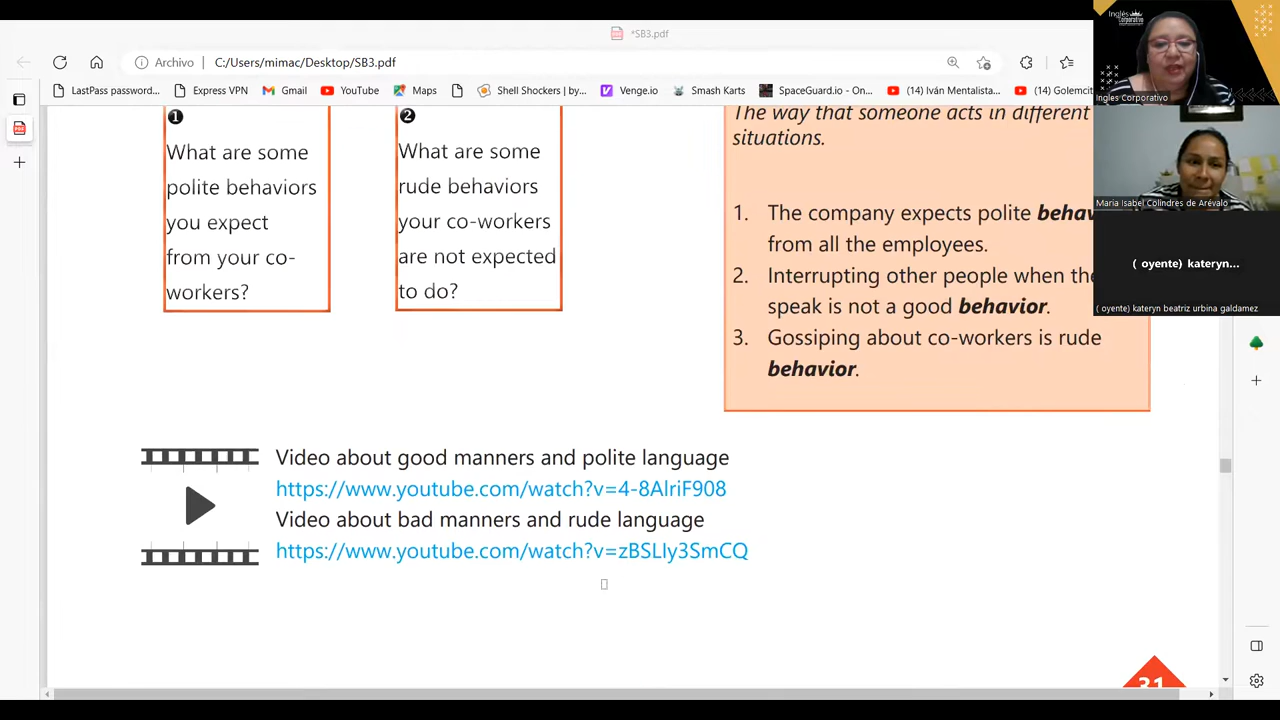 *SB3.pdf
Archivo
C:/Users/mimac/Desktop/SB3.pdf
LastPass password...
Express VPN
Gmail
YouTube
Maps
Shell Shockers | by...
Venge.io
Smash Karts
SpaceGuard.io - On...
(14) Iván Mentalista...
(14) Golemcit
1
What are some
polite behaviors
you expect
from your co-
workers?
2
What are some
rude behaviors
your co-workers
are not expected
to do?
The way that someone acts in different
situations.
1. The company expects polite behav
from all the employees.
2. Interrupting other people when the
speak is not a good behavior.
3. Gossiping about co-workers is rude
behavior.
Video about good manners and polite language
https://www.youtube.com/watch?v=4-8AlriF908
Video about bad manners and rude language
https://www.youtube.com/watch?v=zBSLIy3SmCQ
31
Inglés
Corporativo
Ingles Corporativo
Maria Isabel Colindres de Arévalo
( oyente) kateryn...
( oyente) kateryn beatriz urbina galdamez